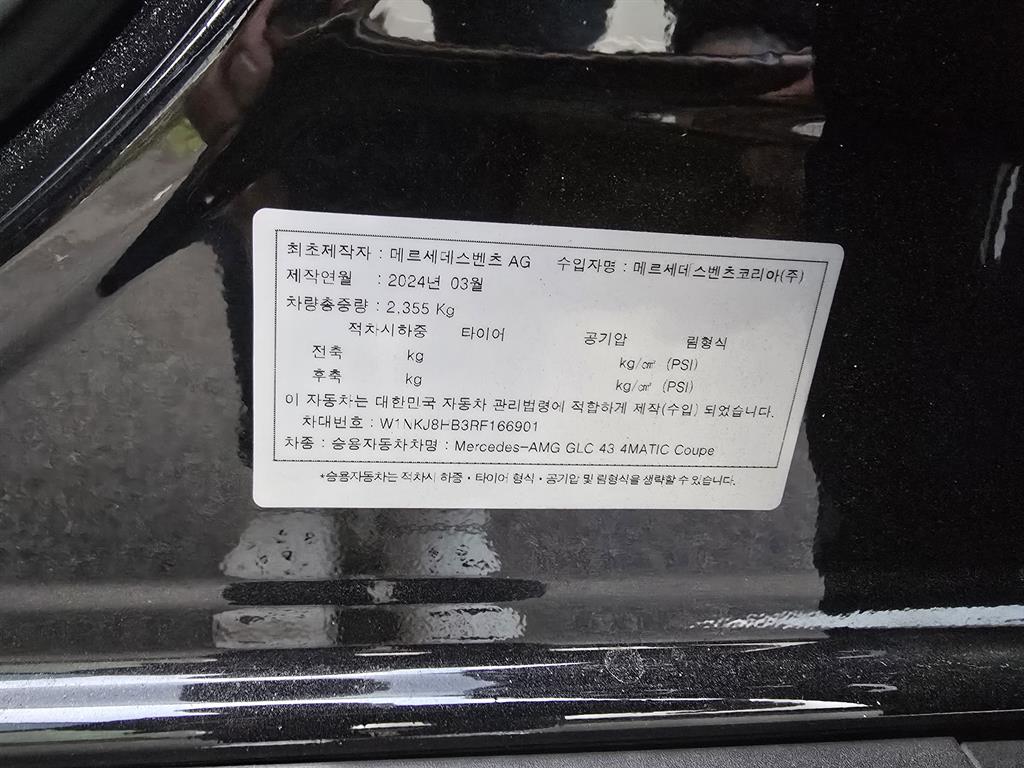 최초제작자 : 메르세데스벤츠 AG 수입자명 : 메르세데스벤츠코리아(주)
제작연월 : 2024년 03월
차량총중량 : 2,355 Kg
적차시하중 타이어 공기압 림형식
전축 kg kg/㎠ (PSI)
후축 kg kg/㎠ (PSI)
이 자동차는 대한민국 자동차 관리법령에 적합하게 제작(수입) 되었습니다.
차대번호 : W1NKJ8HB3RF166901
차종 : 승용자동차차명 : Mercedes-AMG GLC 43 4MATIC Coupe
*승용자동차는 적차시 하중·타이어 형식·공기압 및 림형식을 생략할 수 있습니다.